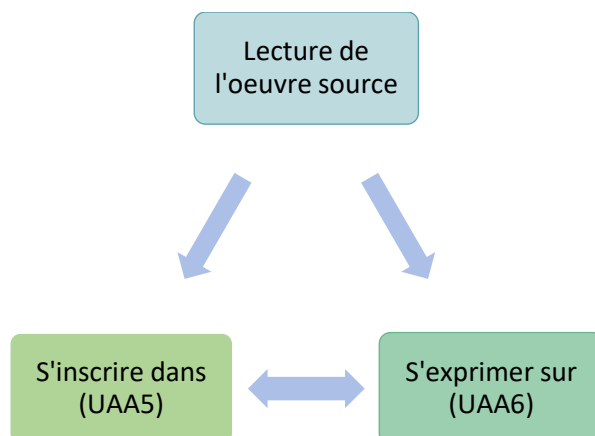 Lecture de
l'oeuvre source
S'inscrire dans
(UAA5)
S'exprimer sur
(UAA6)